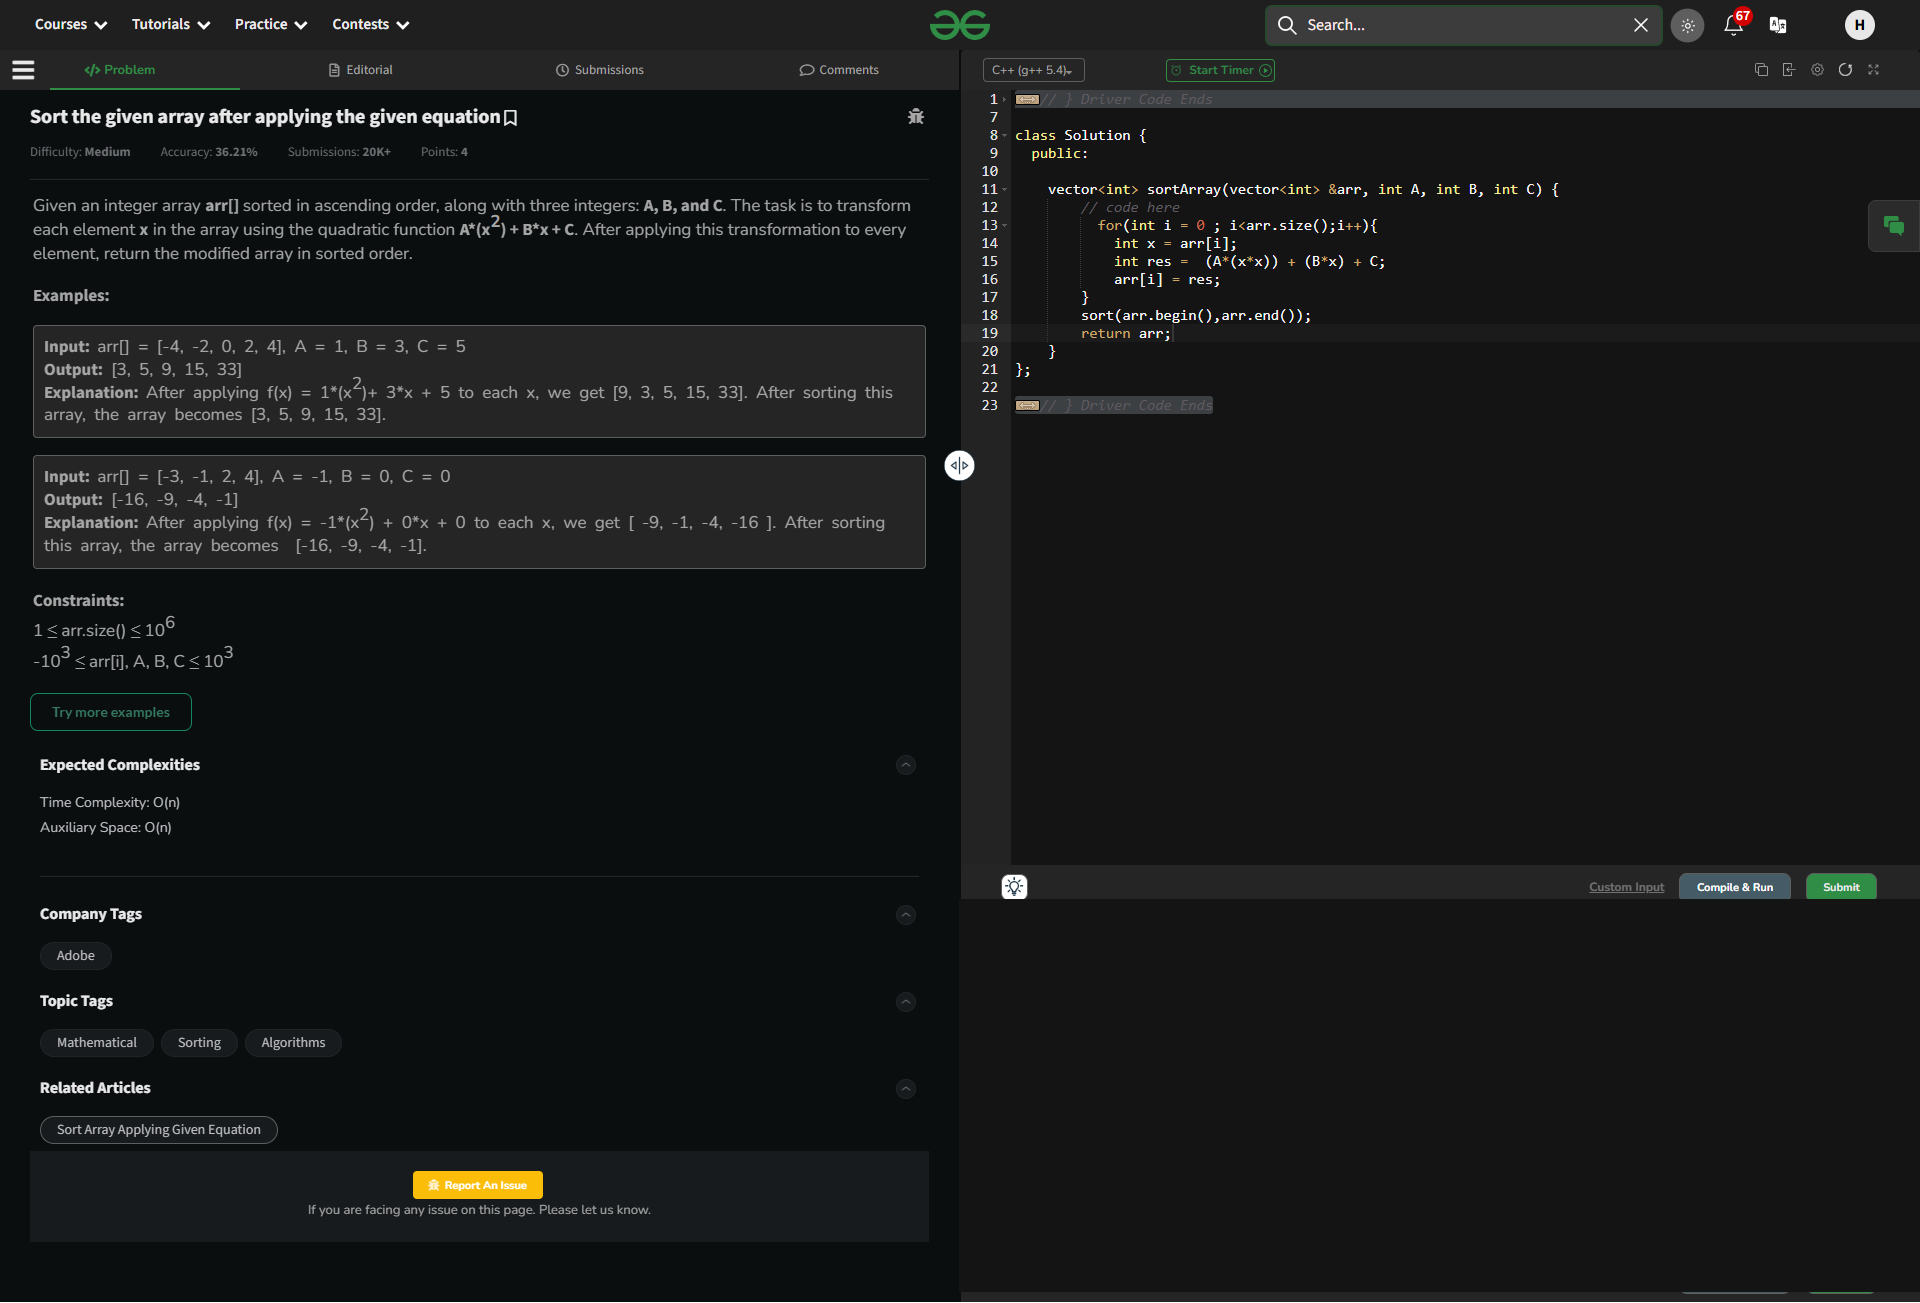 Courses Tutorials Practice Contests Search... 67 H
Problem Editorial Submissions Comments
Sort the given array after applying the given equation
Difficulty: Medium Accuracy: 36.21% Submissions: 20K+ Points: 4
Given an integer array arr[] sorted in ascending order, along with three integers: A, B, and C. The task is to transform
each element x in the array using the quadratic function A*(x²) + B*x + C. After applying this transformation to every
element, return the modified array in sorted order.
Examples:
Input: arr[] = [-4, -2, 0, 2, 4], A = 1, B = 3, C = 5
Output: [3, 5, 9, 15, 33]
Explanation: After applying f(x) = 1*(x²)+ 3*x + 5 to each x, we get [9, 3, 5, 15, 33]. After sorting this
array, the array becomes [3, 5, 9, 15, 33].
Input: arr[] = [-3, -1, 2, 4], A = -1, B = 0, C = 0
Output: [-16, -9, -4, -1]
Explanation: After applying f(x) = -1*(x²) + 0*x + 0 to each x, we get [ -9, -1, -4, -16 ]. After sorting
this array, the array becomes [-16, -9, -4, -1].
Constraints:
1 ≤ arr.size() ≤ 10⁶
-10³ ≤ arr[i], A, B, C ≤ 10³
Try more examples
Expected Complexities
Time Complexity: O(n)
Auxiliary Space: O(n)
Company Tags
Adobe
Topic Tags
Mathematical Sorting Algorithms
Related Articles
Sort Array Applying Given Equation
Report An Issue
If you are facing any issue on this page. Please let us know.
C++ (g++ 5.4) Start Timer
1 // } Driver Code Ends
7
8 class Solution {
9 public:
10
11 vector<int> sortArray(vector<int> &arr, int A, int B, int C) {
12 // code here
13 for(int i = 0 ; i<arr.size();i++){
14 int x = arr[i];
15 int res = (A*(x*x)) + (B*x) + C;
16 arr[i] = res;
17 }
18 sort(arr.begin(),arr.end());
19 return arr;
20 }
21 };
22
23 // } Driver Code Ends
Custom Input Compile & Run Submit